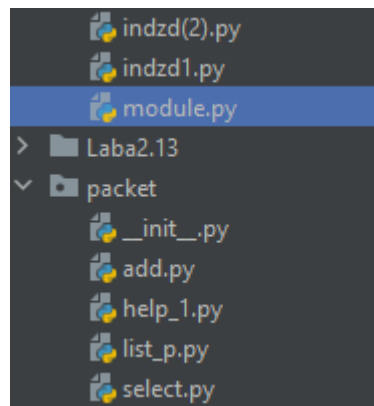 indzd(2).py
indzd1.py
module.py
Laba2.13
packet
__init__.py
add.py
help_1.py
list_p.py
select.py